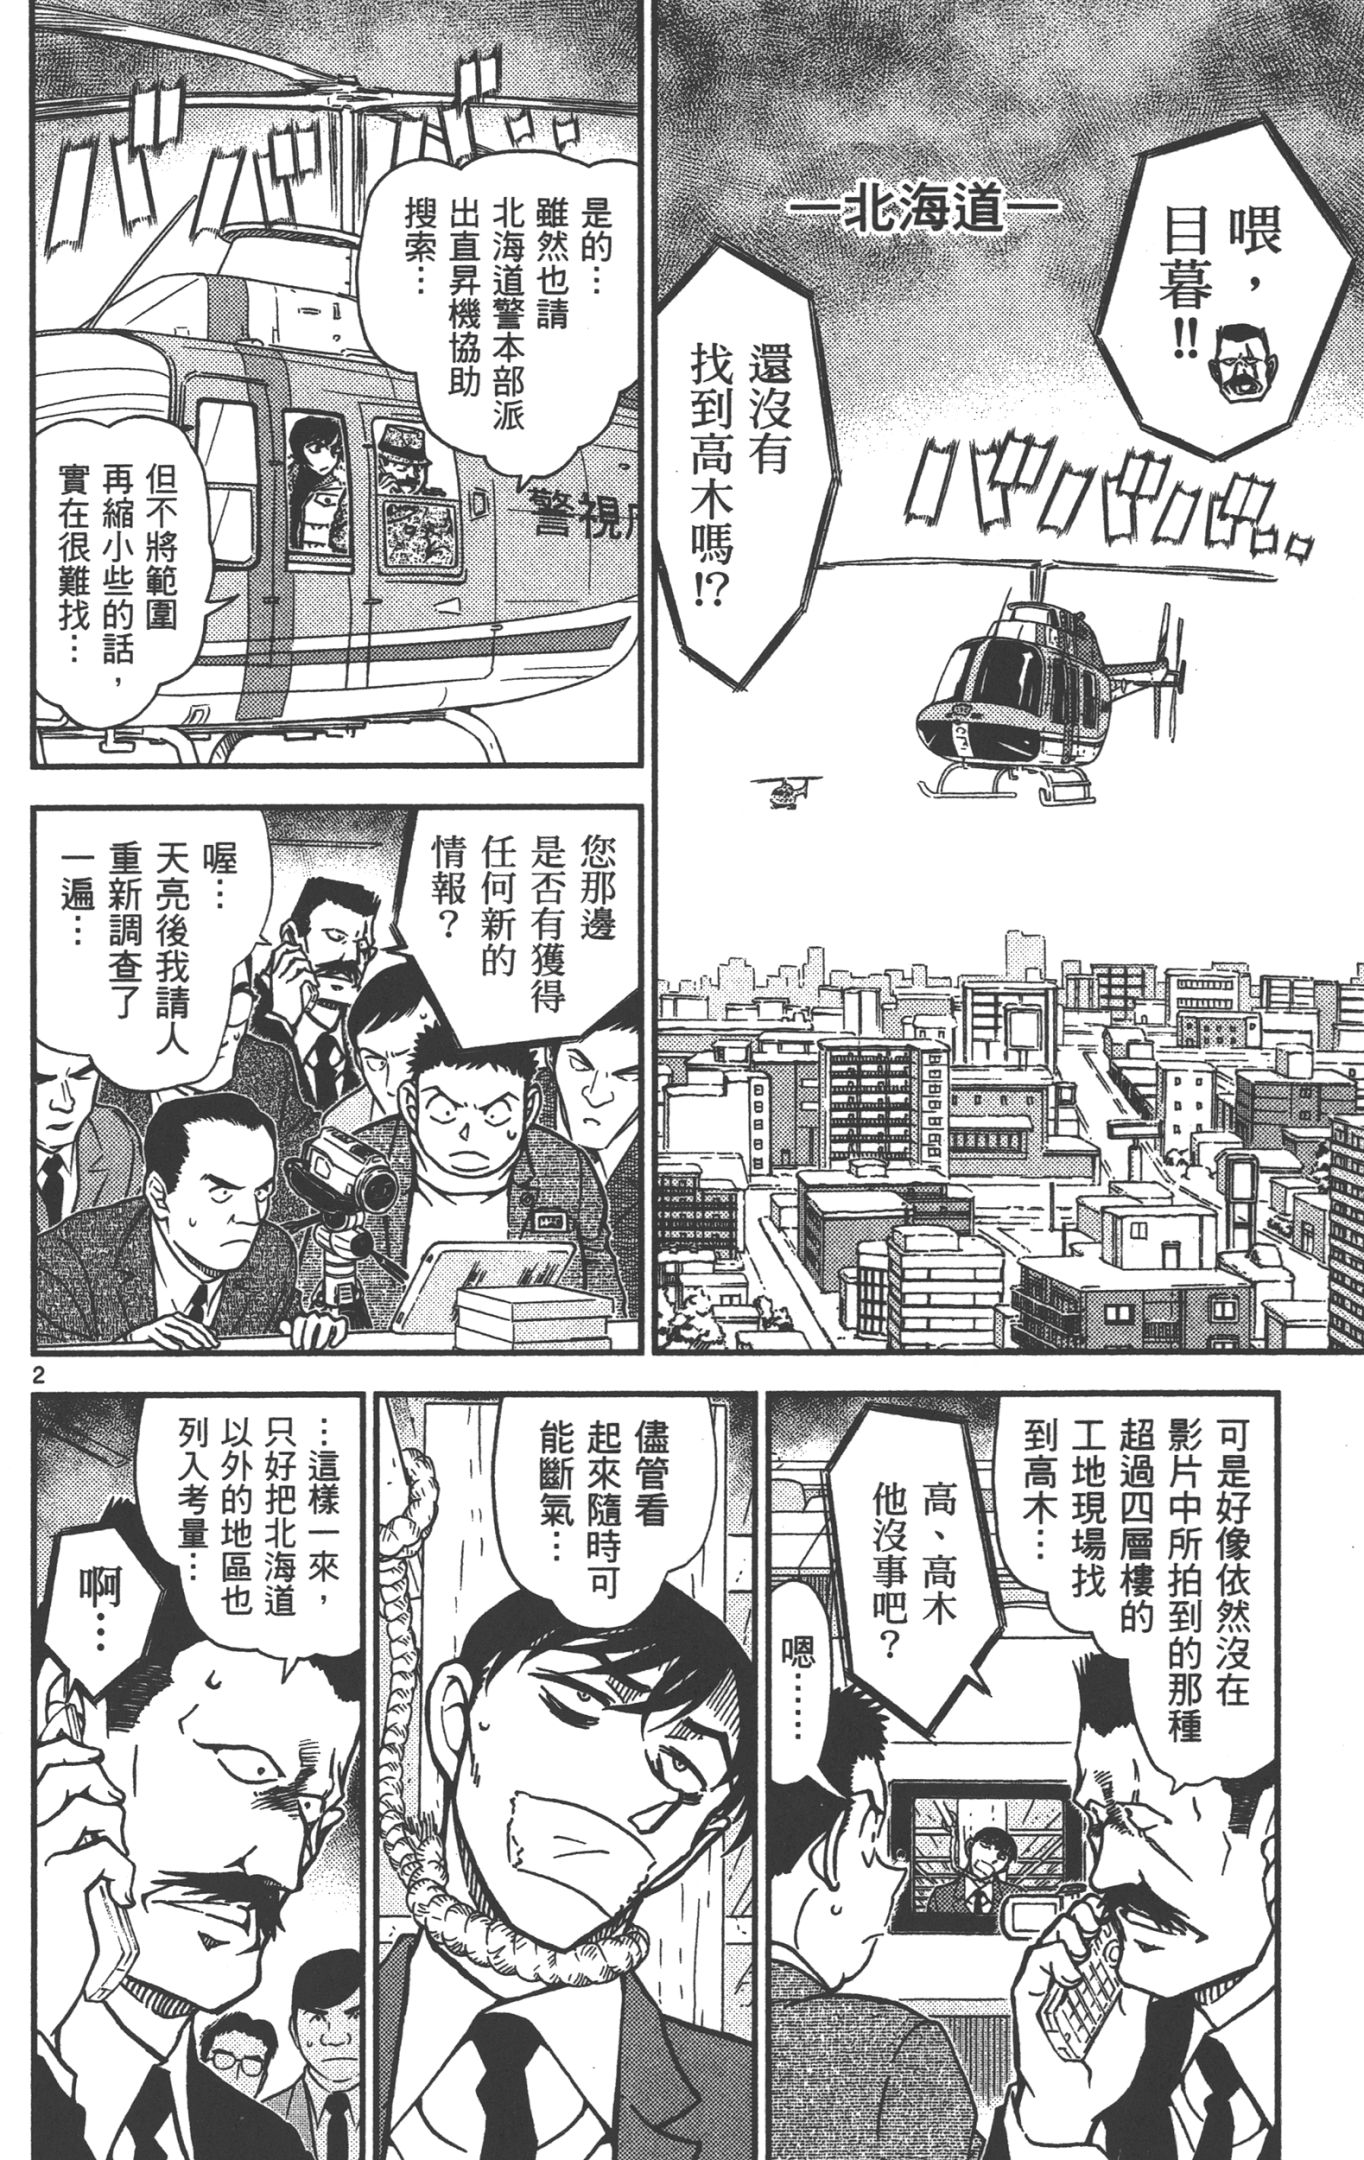 —北海道—
喂，
目暮!!
還沒有
找到高木嗎!?
是的…
雖然也請
北海道警本部派
出直昇機協助
搜索…
警視庁
但不將範圍
再縮小些的話，
實在很難找…
您那邊
是否有獲得
任何新的
情報？
喔…
天亮後我請人
重新調查了
一遍…
2
可是好像依然沒在
影片中所拍到的那種
超過四層樓的
工地現場找
到高木…
高、高木
他沒事吧？
嗯……
儘管看
起來隨時可
能斷氣…
…這樣一來，
只好把北海道
以外的地區也
列入考量…
啊…